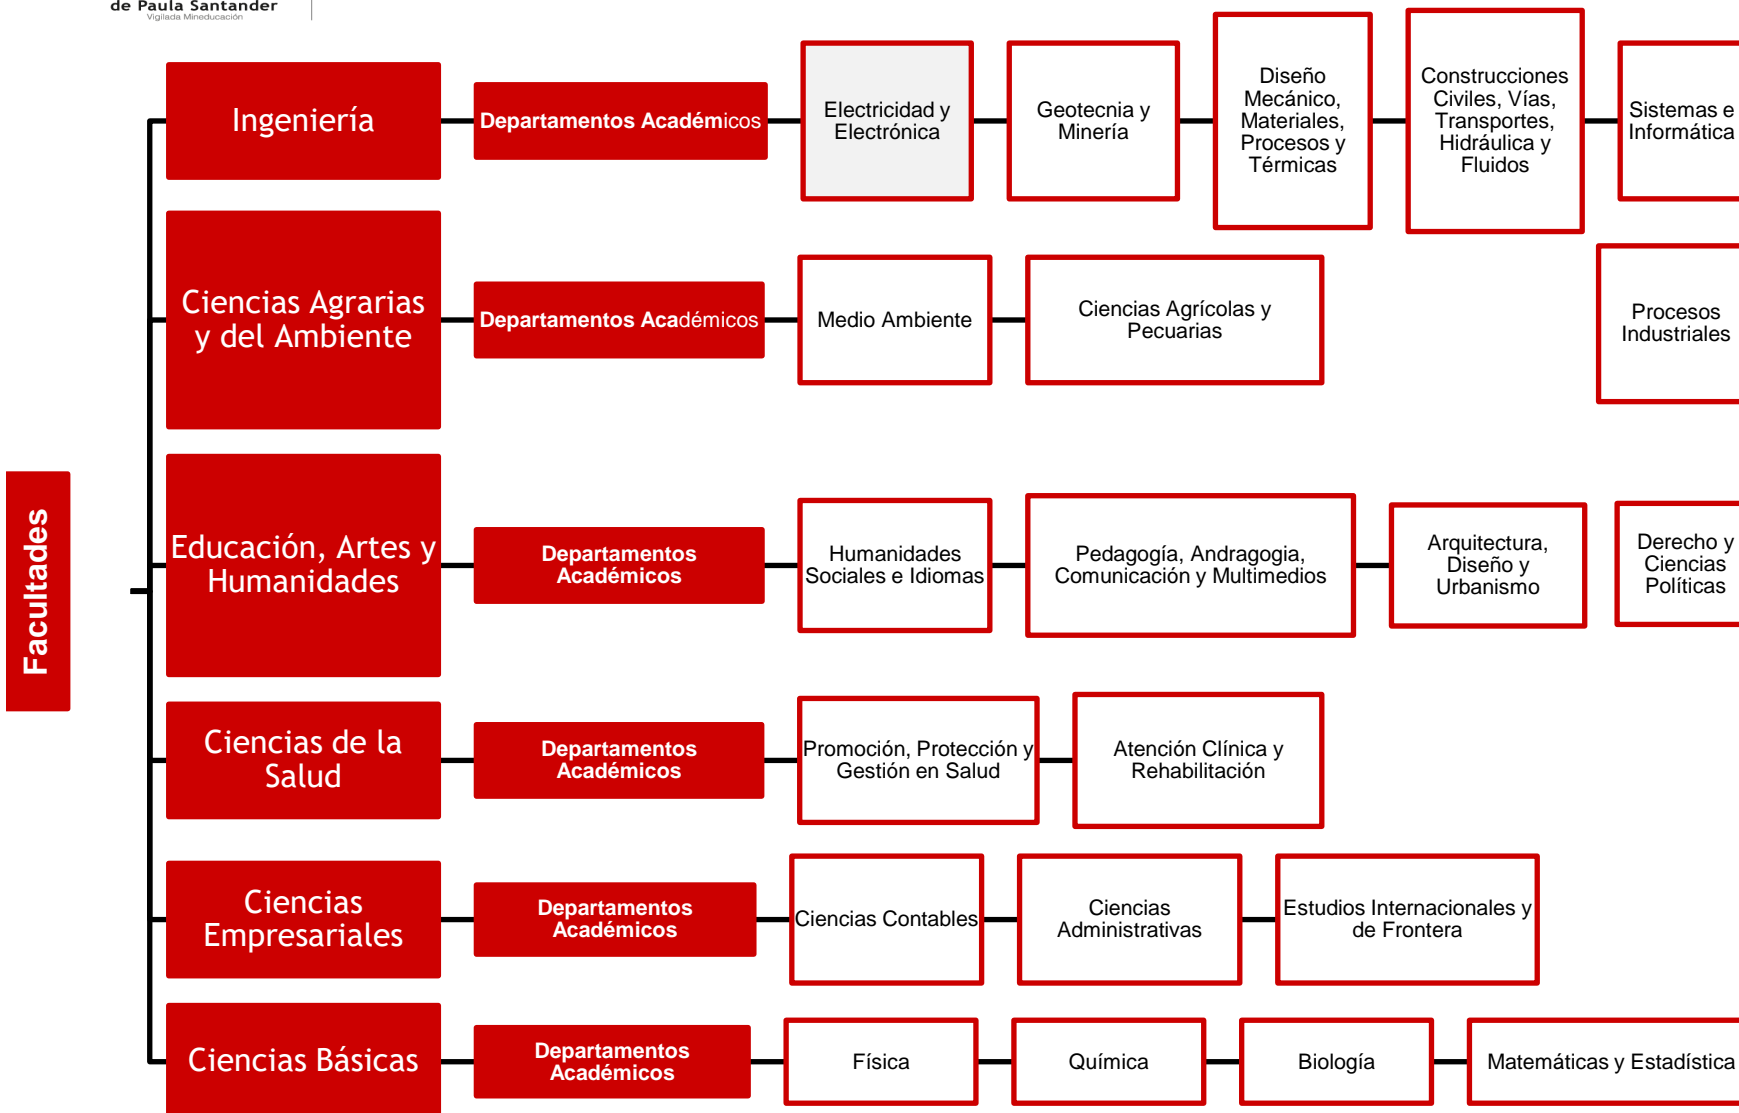 de Paula Santander
Vigilada Mineducación
Facultades
Ingeniería
Departamentos Académicos
Electricidad y
Electrónica
Geotecnia y
Minería
Diseño
Mecánico,
Materiales,
Procesos y
Térmicas
Construcciones
Civiles, Vías,
Transportes,
Hidráulica y
Fluidos
Sistemas e
Informática
Ciencias Agrarias
y del Ambiente
Departamentos Académicos
Medio Ambiente
Ciencias Agrícolas y
Pecuarias
Procesos
Industriales
Educación, Artes y
Humanidades
Departamentos
Académicos
Humanidades
Sociales e Idiomas
Pedagogía, Andragogia,
Comunicación y Multimedios
Arquitectura,
Diseño y
Urbanismo
Derecho y
Ciencias
Políticas
Ciencias de la
Salud
Departamentos
Académicos
Promoción, Protección y
Gestión en Salud
Atención Clínica y
Rehabilitación
Ciencias
Empresariales
Departamentos
Académicos
Ciencias Contables
Ciencias
Administrativas
Estudios Internacionales y
de Frontera
Ciencias Básicas
Departamentos
Académicos
Física
Química
Biología
Matemáticas y Estadística